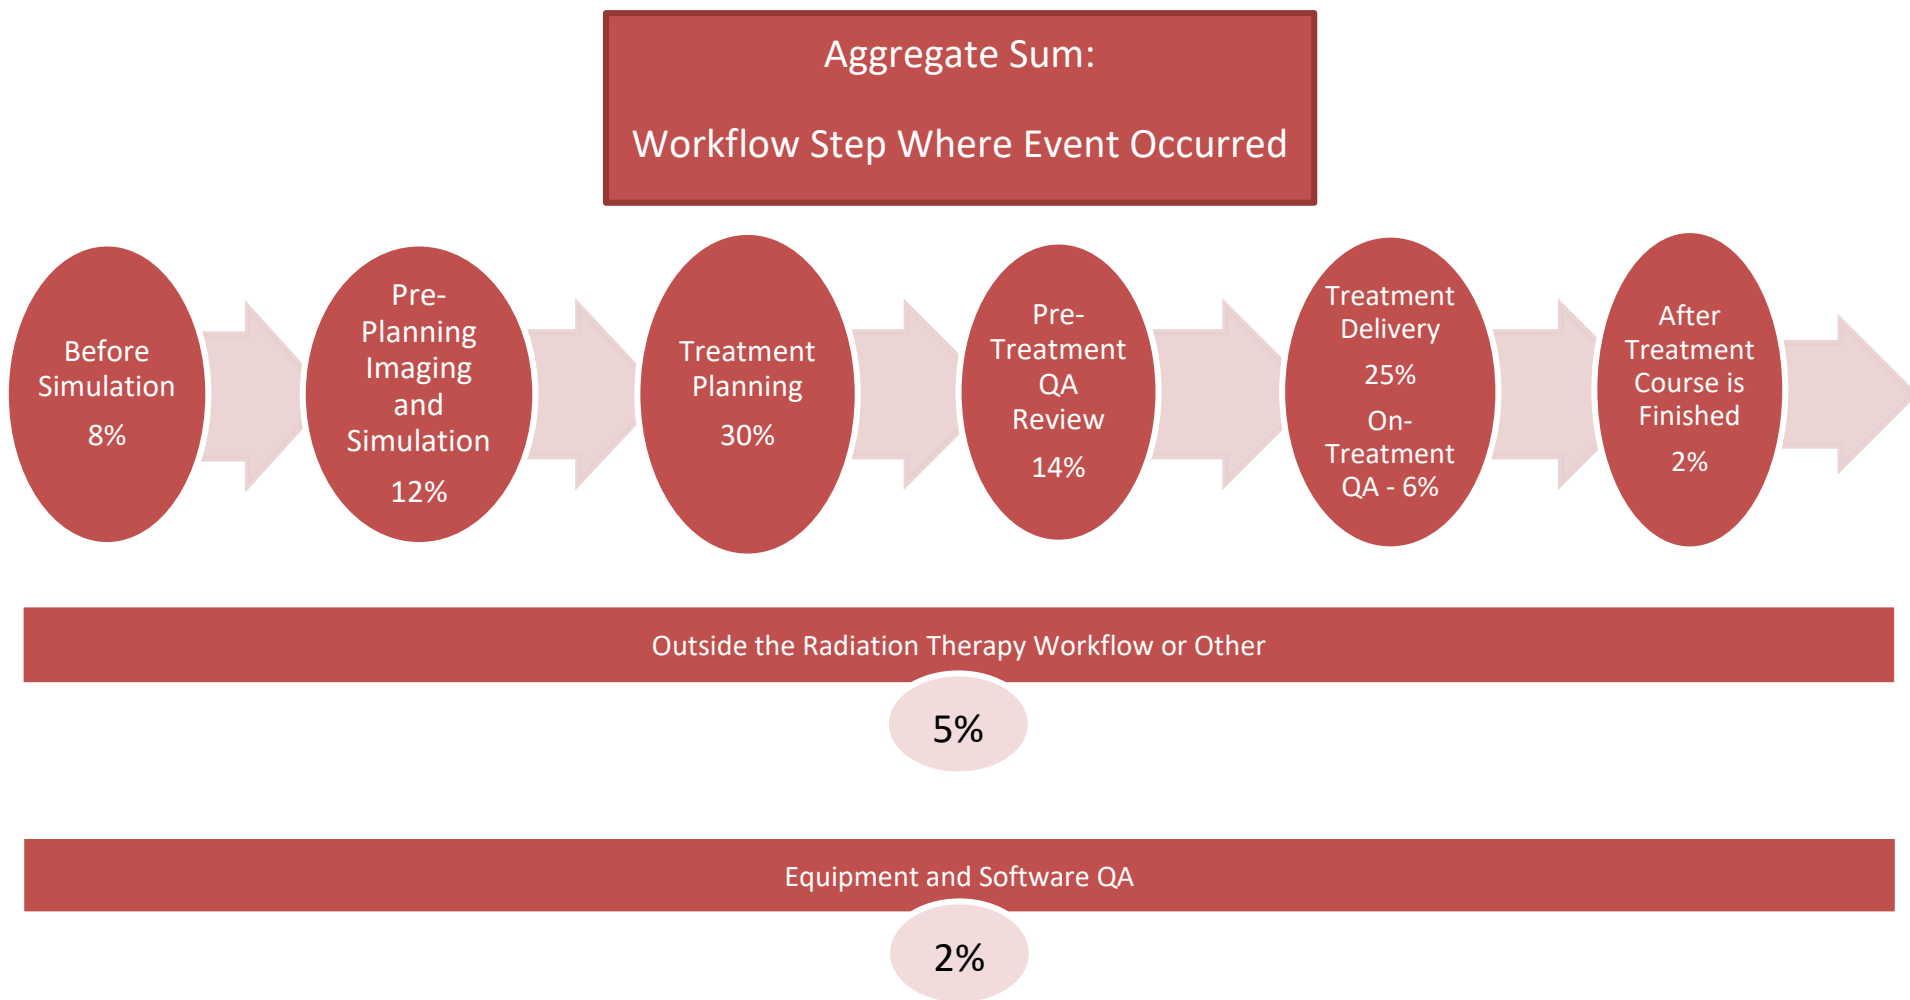 Aggregate Sum:
Workflow Step Where Event Occurred
Before
Simulation
8%
Pre-
Planning
Imaging
and
Simulation
12%
Treatment
Planning
30%
Pre-
Treatment
QA
Review
14%
Treatment
Delivery
25%
On-
Treatment
QA - 6%
After
Treatment
Course is
Finished
2%
Outside the Radiation Therapy Workflow or Other
5%
Equipment and Software QA
2%